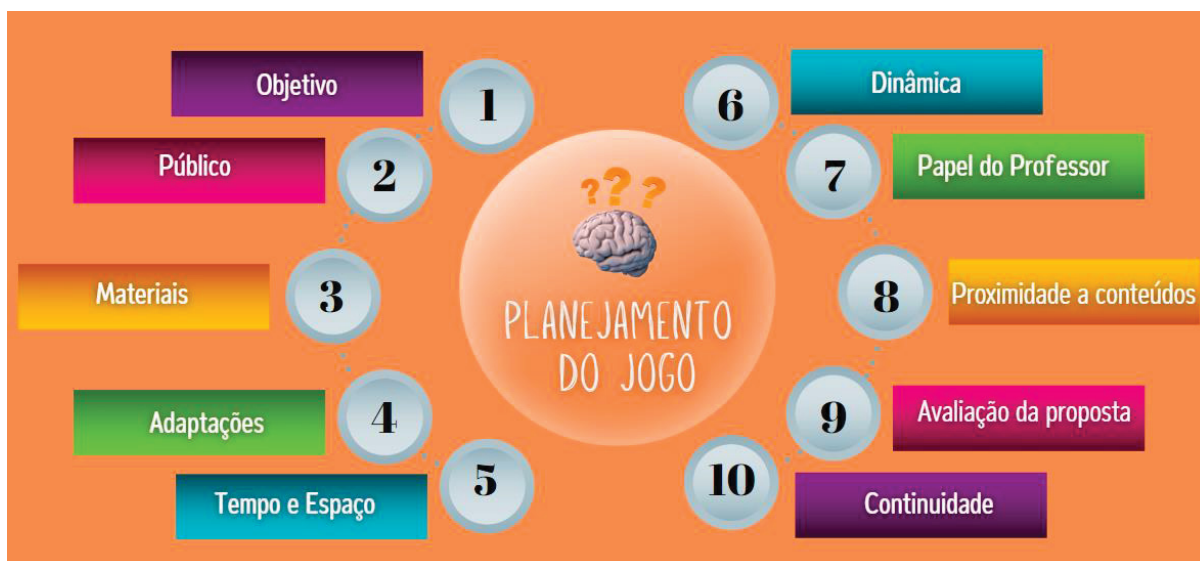 Objetivo
1
Público
2
Materiais
3
Adaptações
4
Tempo e Espaço
5
???
PLANEJAMENTO
DO JOGO
6
Dinâmica
7
Papel do Professor
8
Proximidade a conteúdos
9
Avaliação da proposta
10
Continuidade